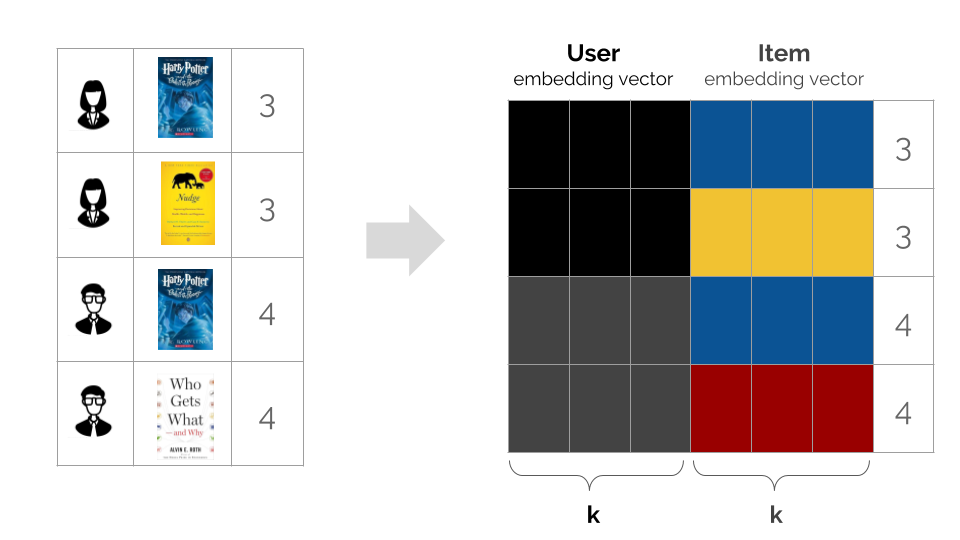 User
embedding vector
Item
embedding vector
Harry Potter
3
3
Nudge
3
3
Harry Potter
4
4
Who
Gets
What
—and Why
ALVIN E. ROTH
4
4
k
k